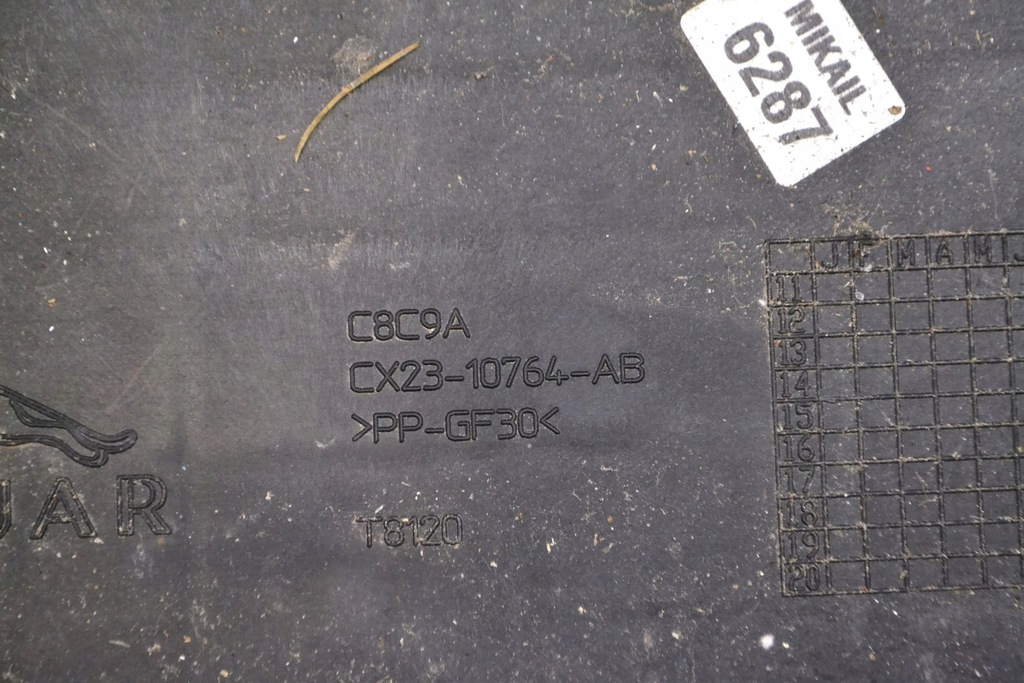 MIKAIL
6287
C8C9A
CX23-10764-AB
>PP-GF30<
T8120
UAR
J F M A M J
11
12
13
14
15
16
17
18
19
20